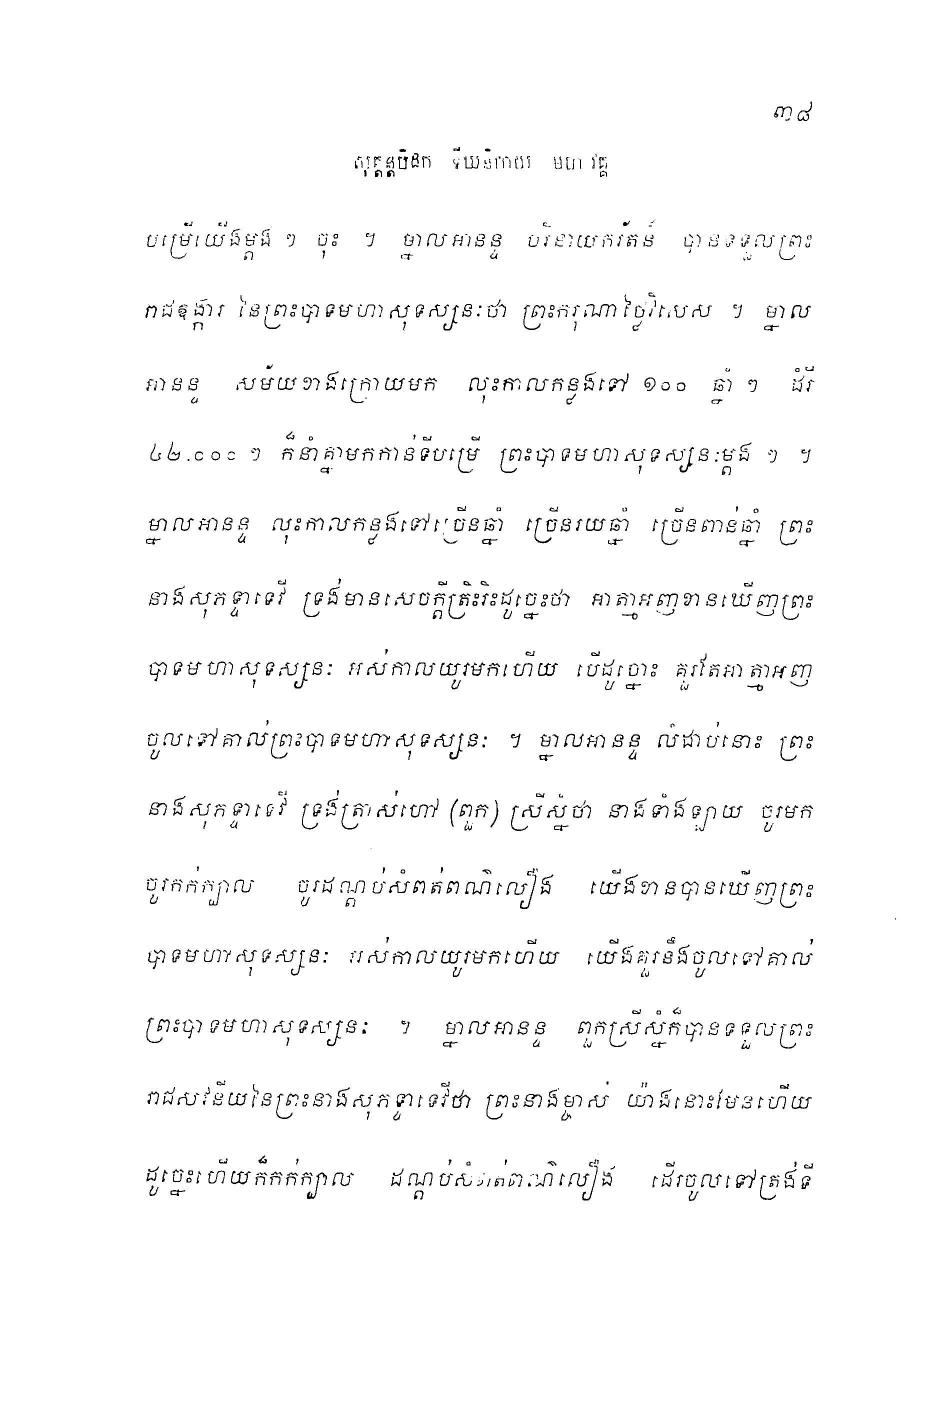 ៣៨
សុត្តន្តបិដក ទីឃនិកាយ មហាវគ្គ
បម្រើយើងម្តង ៗ ចុះ ។ ម្នាលអានន្ទ បរិនាយករ័តន៍ បានទទួលព្រះ
រាជឱង្ការ នៃព្រះបាទមហាសុទស្សនៈថា ព្រះករុណាថ្លៃវិសេស ។ ម្នាល
អានន្ទ សម័យខាងក្រោយមក លុះកាលកន្លងទៅ ១០០ ឆ្នាំ ៗ ដំរី
៤២.០០០ ៗ ក៏នាំគ្នាមកកាន់ទីបម្រើ ព្រះបាទមហាសុទស្សនៈម្តង ៗ ។
ម្នាលអានន្ទ លុះកាលកន្លងទៅច្រើនឆ្នាំ ច្រើនរយឆ្នាំ ច្រើនពាន់ឆ្នាំ ព្រះ
នាងសុភទ្ទាទេវី ទ្រង់មានសេចក្តីត្រិះរិះដូច្នេះថា អាត្មាអញខានឃើញព្រះ
បាទមហាសុទស្សនៈ អស់កាលយូរមកហើយ បើដូច្នោះ គួរតែអាត្មាអញ
ចូលទៅគាល់ព្រះបាទមហាសុទស្សនៈ ។ ម្នាលអានន្ទ លំដាប់នោះ ព្រះ
នាងសុភទ្ទាទេវី ទ្រង់ត្រាស់ហៅ (ពួក) ស្រីស្នំថា នាងទាំងឡាយ ចូរមក
ចូរកក់ក្បាល ចូរដណ្តប់សំពត់ពណ៌លឿង យើងខានបានឃើញព្រះ
បាទមហាសុទស្សនៈ អស់កាលយូរមកហើយ យើងគួរនឹងចូលទៅគាល់
ព្រះបាទមហាសុទស្សនៈ ។ ម្នាលអានន្ទ ពួកស្រីស្នំក៏បានទទួលព្រះ
រាជសវនីយនៃព្រះនាងសុភទ្ទាទេវីថា ព្រះនាងម្ចាស់ យ៉ាងនោះមែនហើយ
ដូច្នេះហើយក៏កក់ក្បាល ដណ្តប់សំពត់ពណ៌លឿង ដើរចូលទៅត្រង់ទី